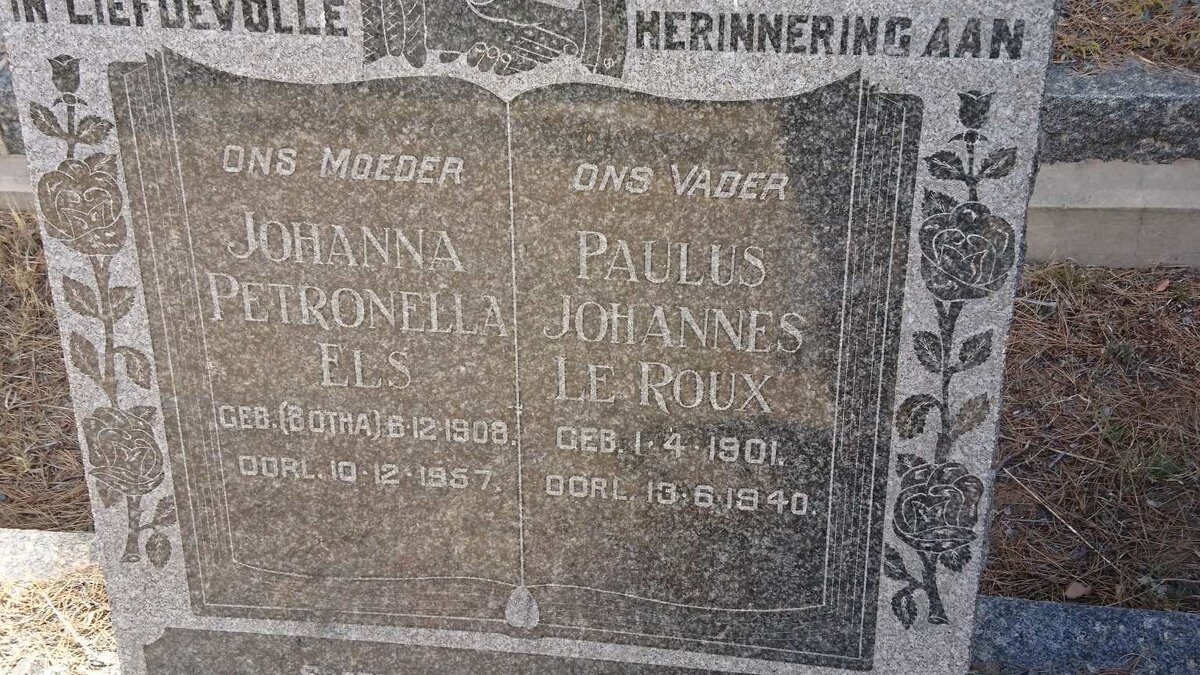 IN LIEFDEVOLLE
HERINNERING AAN
ONS MOEDER
JOHANNA
PETRONELLA
ELS
GEB. (BOTHA) 6·12·1908.
OORL. 10·12·1957.
ONS VADER
PAULUS
JOHANNES
LE ROUX
GEB. 1·4·1901.
OORL. 13·6·1940.